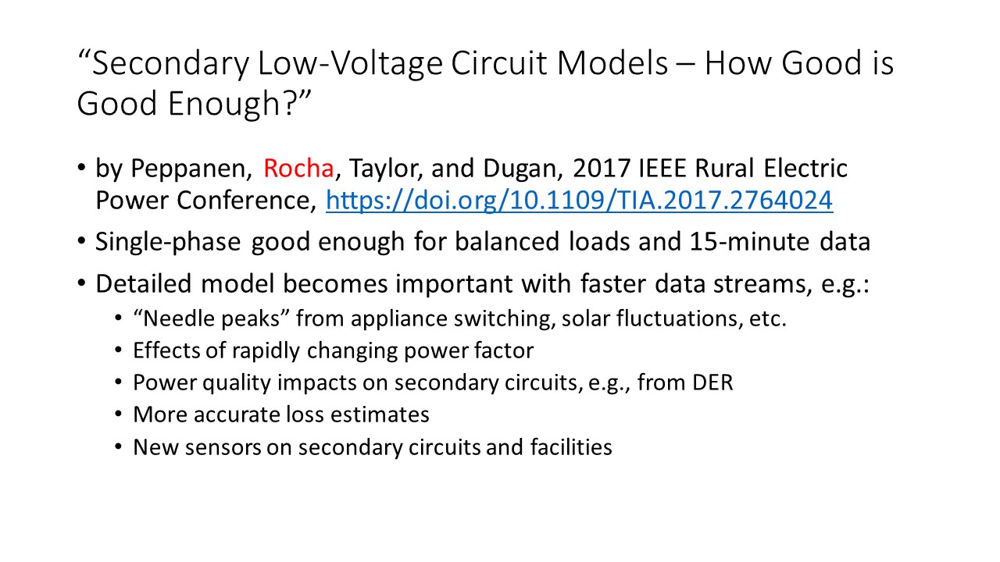 “Secondary Low-Voltage Circuit Models – How Good is
Good Enough?”
• by Peppanen, Rocha, Taylor, and Dugan, 2017 IEEE Rural Electric
Power Conference, https://doi.org/10.1109/TIA.2017.2764024
• Single-phase good enough for balanced loads and 15-minute data
• Detailed model becomes important with faster data streams, e.g.:
• “Needle peaks” from appliance switching, solar fluctuations, etc.
• Effects of rapidly changing power factor
• Power quality impacts on secondary circuits, e.g., from DER
• More accurate loss estimates
• New sensors on secondary circuits and facilities